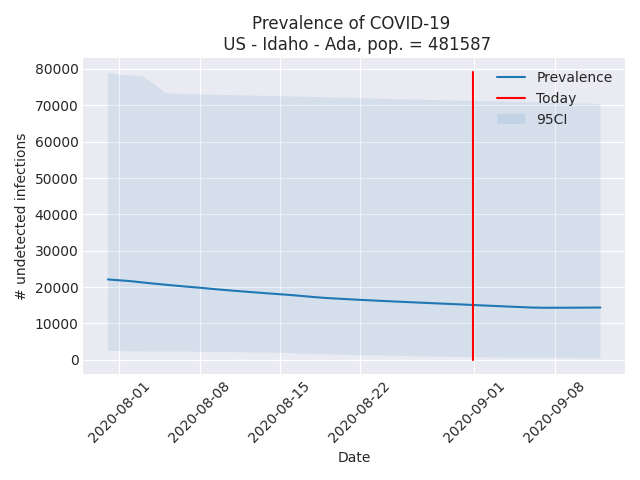 Prevalence of COVID-19
US - Idaho - Ada, pop. = 481587
# undetected infections
80000
70000
60000
50000
40000
30000
20000
10000
0
Prevalence
Today
95CI
2020-08-01
2020-08-08
2020-08-15
2020-08-22
2020-09-01
2020-09-08
Date